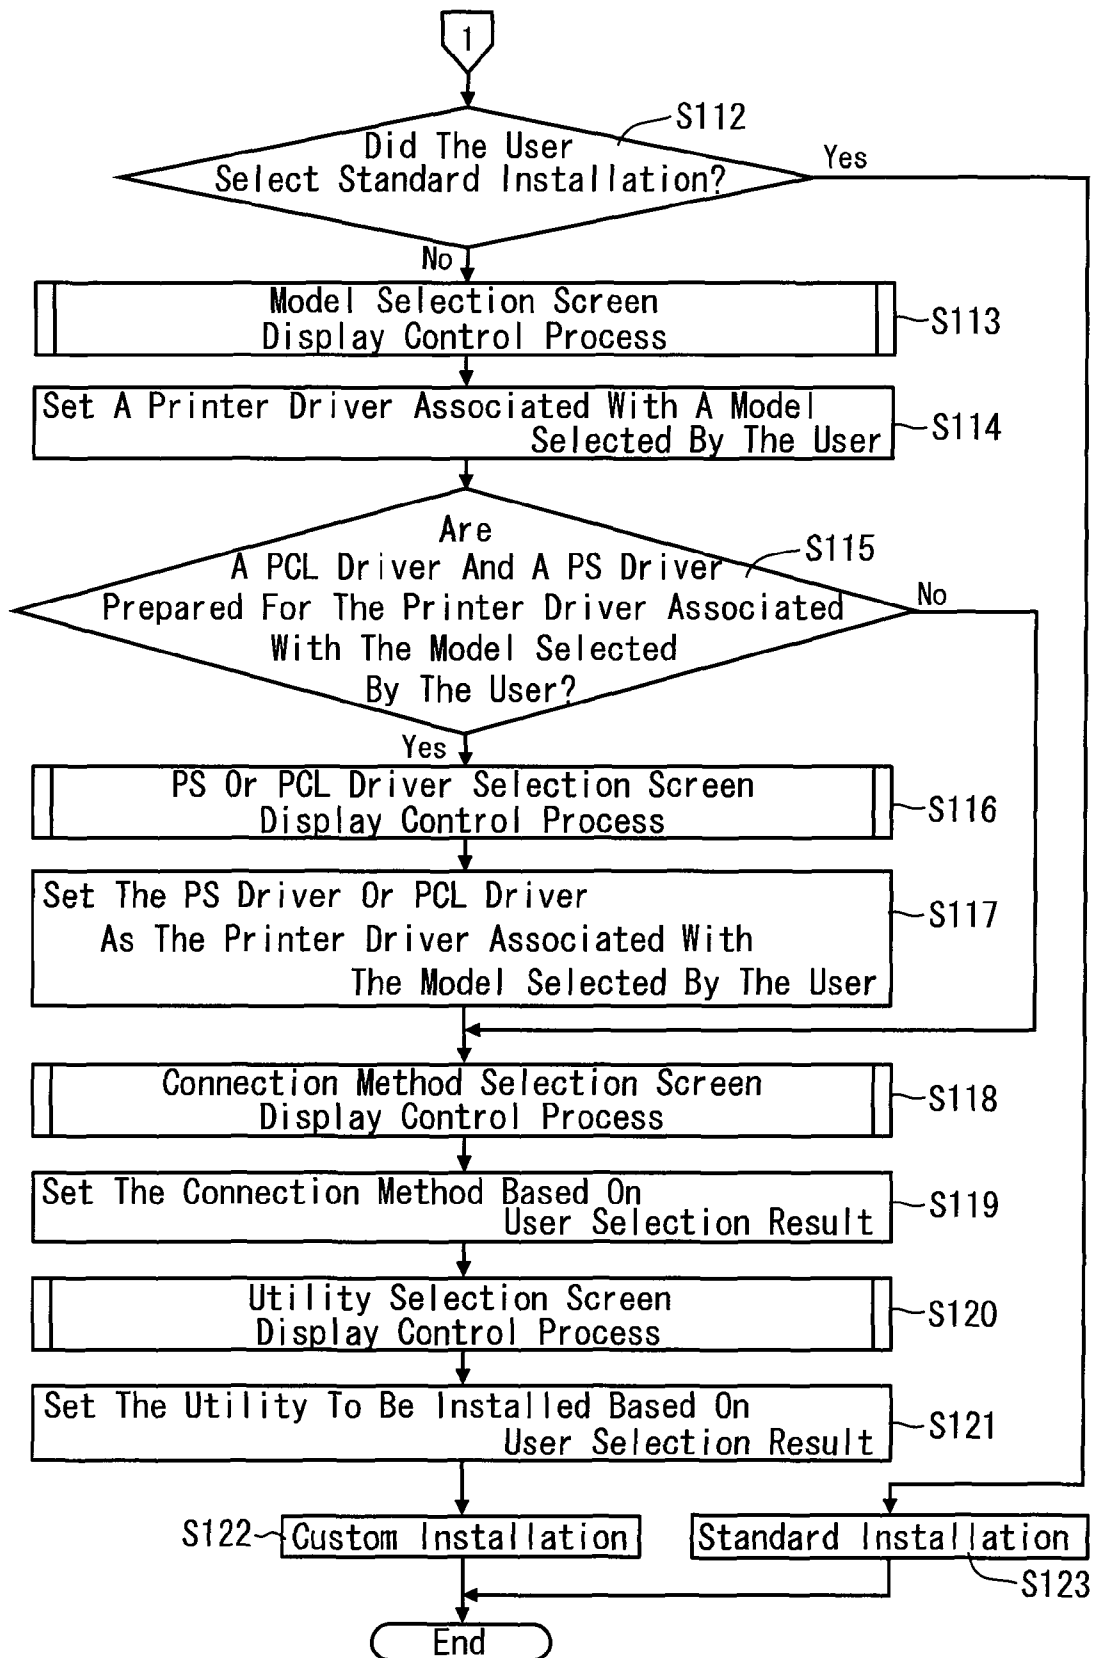 1
S112
Did The User
Select Standard Installation?
Yes
No
Model Selection Screen
Display Control Process
S113
Set A Printer Driver Associated With A Model
Selected By The User
S114
Are
A PCL Driver And A PS Driver
Prepared For The Printer Driver Associated
With The Model Selected
By The User?
S115
No
Yes
PS Or PCL Driver Selection Screen
Display Control Process
S116
Set The PS Driver Or PCL Driver
As The Printer Driver Associated With
The Model Selected By The User
S117
Connection Method Selection Screen
Display Control Process
S118
Set The Connection Method Based On
User Selection Result
S119
Utility Selection Screen
Display Control Process
S120
Set The Utility To Be Installed Based On
User Selection Result
S121
S122
Custom Installation
Standard Installation
S123
End